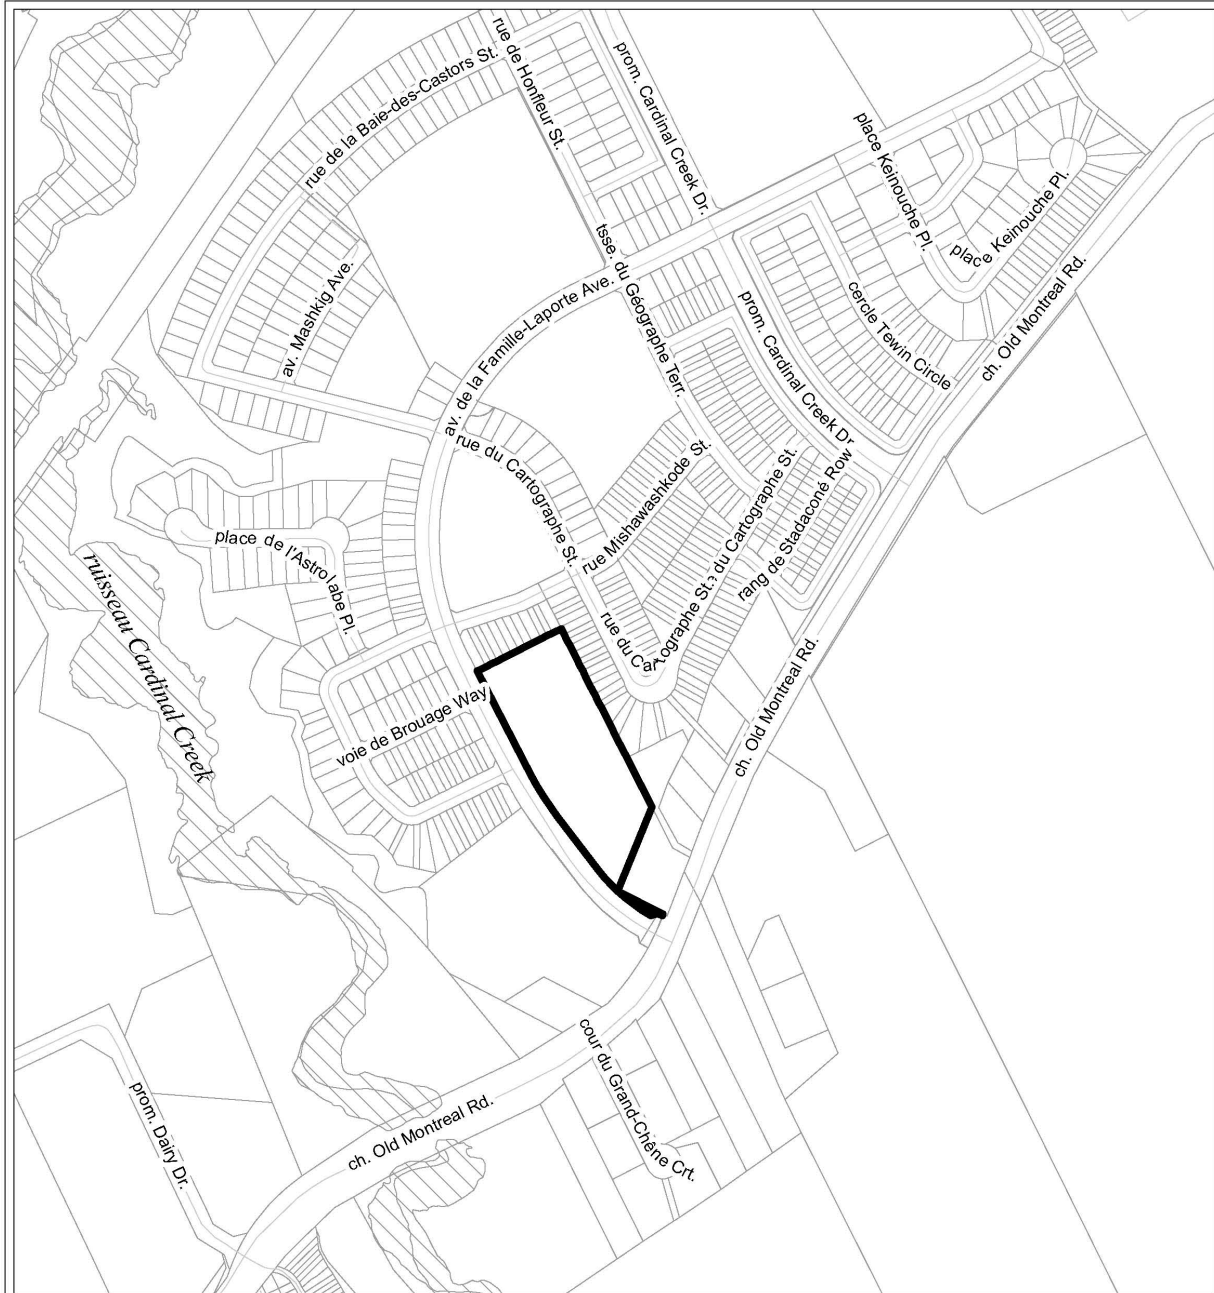 rue de Honfleur St.
prom. Cardinal Creek Dr.
rue de la Baie-des-Castors St.
place Keinouche Pl.
place Keinouche Pl.
tsse. du Géographe Terr.
av. Mashkig Ave.
av. de la Famille-Laporte Ave.
prom. Cardinal Creek Dr.
cercle Tewin Circle
ch. Old Montreal Rd.
rue du Cartographe St.
rue Mishawashkode St.
du Cartographe St.
rang de Stadaconé Row
place de l'Astrolabe Pl.
ruisseau Cardinal Creek
rue du Cartographe St.
voie de Brouage Way
ch. Old Montreal Rd.
cour du Grand-Chêne Crt.
prom. Dairy Dr.
ch. Old Montreal Rd.